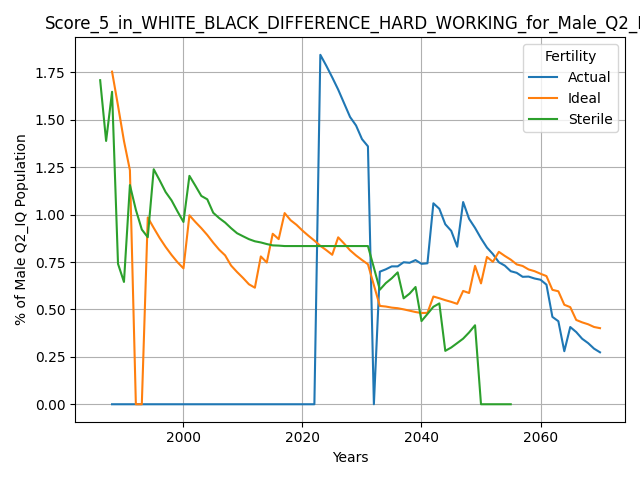 Score_5_in_WHITE_BLACK_DIFFERENCE_HARD_WORKING_for_Male_Q2_I
Fertility
Actual
Ideal
Sterile
% of Male Q2_IQ Population
1.75
1.50
1.25
1.00
0.75
0.50
0.25
0.00
2000
2020
2040
2060
Years